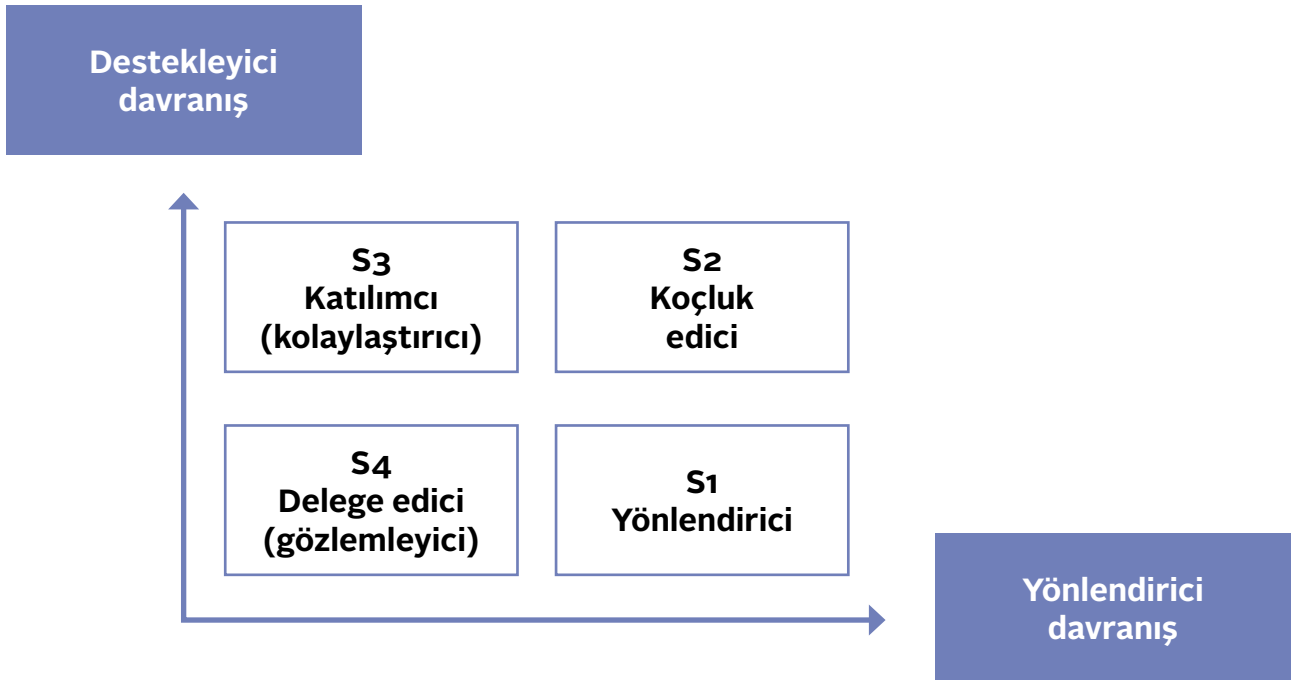 Destekleyici
davranış
S3
Katılımcı
(kolaylaştırıcı)
S2
Koçluk
edici
S4
Delege edici
(gözlemleyici)
S1
Yönlendirici
Yönlendirici
davranış